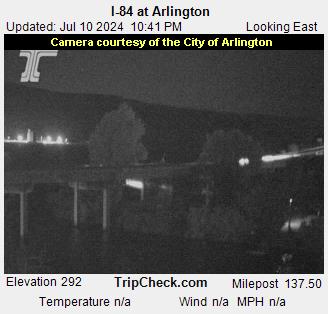 I-84 at Arlington
Updated: Jul 10 2024 10:41 PM Looking East
Camera courtesy of the City of Arlington
Elevation 292 TripCheck.com Milepost 137.50
Temperature n/a Wind n/a MPH n/a